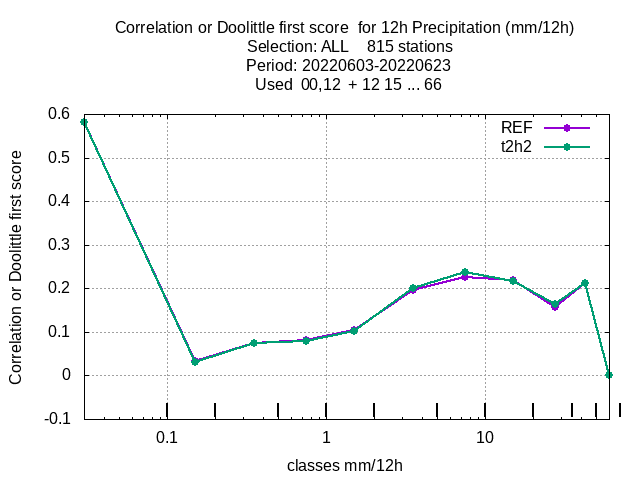 Correlation or Doolittle first score  for 12h Precipitation (mm/12h)
Selection: ALL    815 stations
Period: 20220603-20220623
Used  00,12  + 12 15 ... 66
REF
t2h2
Correlation or Doolittle first score
0.6
0.5
0.4
0.3
0.2
0.1
0
-0.1
0.1
1
10
classes mm/12h